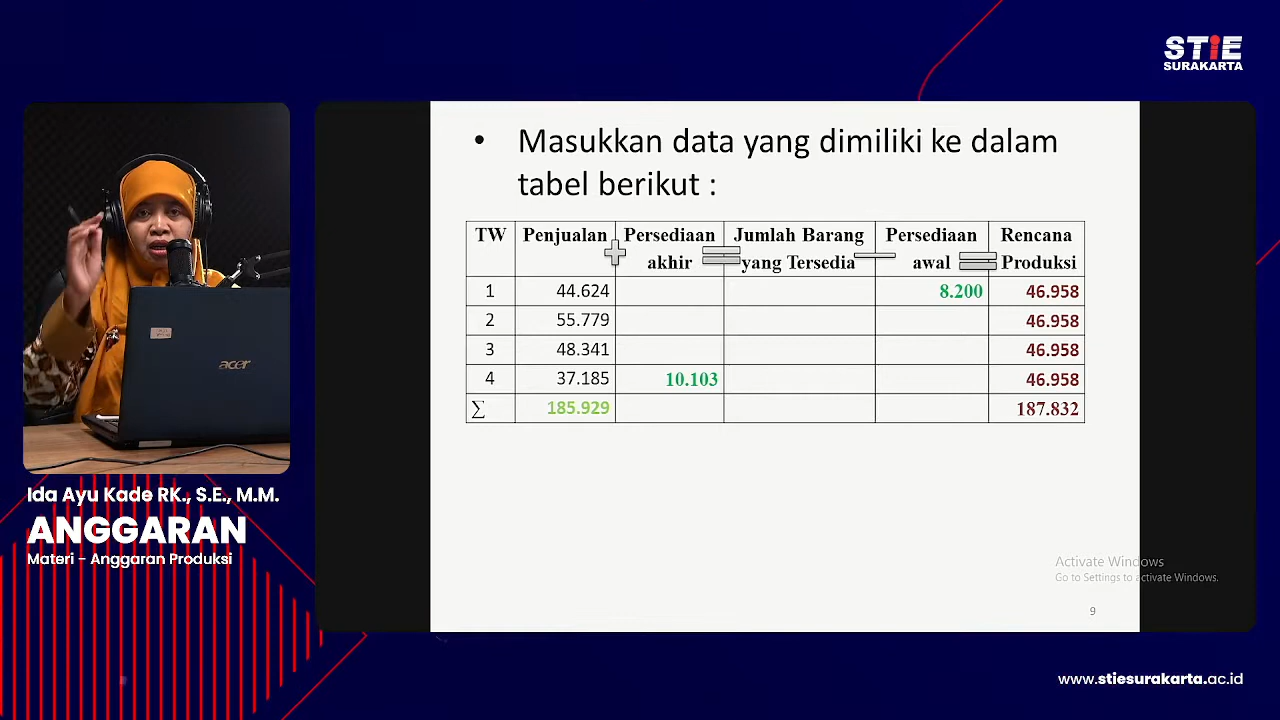 STIE
SURAKARTA
• Masukkan data yang dimiliki ke dalam
tabel berikut :
TW Penjualan + Persediaan akhir = Jumlah Barang yang Tersedia - Persediaan awal = Rencana Produksi
1 44.624 8.200 46.958
2 55.779 46.958
3 48.341 46.958
4 37.185 10.103 46.958
∑ 185.929 187.832
acer
Ida Ayu Kade RK., S.E., M.M.
ANGGARAN
Materi - Anggaran Produksi
Activate Windows
Go to Settings to activate Windows.
9
www.stiesurakarta.ac.id